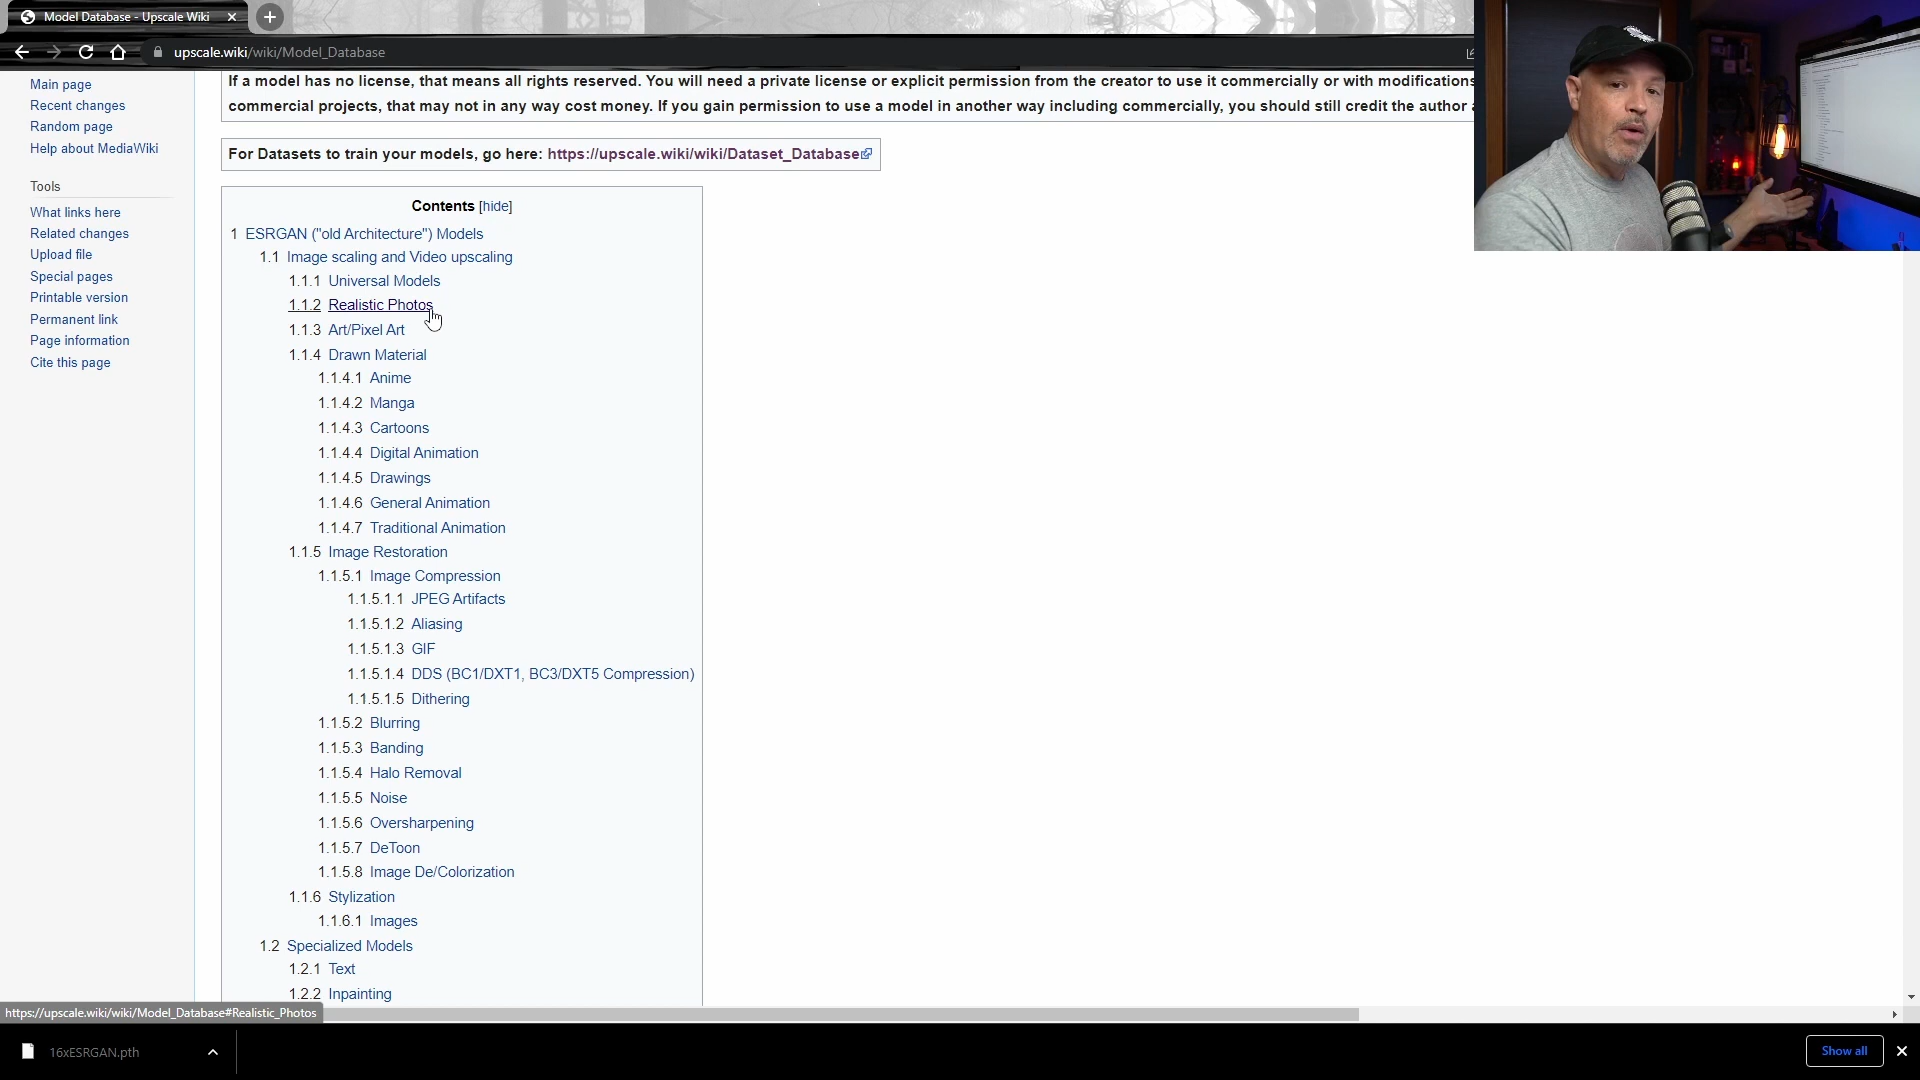 Model Database - Upscale Wiki
upscale.wiki/wiki/Model_Database
Main page
Recent changes
Random page
Help about MediaWiki
Tools
What links here
Related changes
Upload file
Special pages
Printable version
Permanent link
Page information
Cite this page
If a model has no license, that means all rights reserved. You will need a private license or explicit permission from the creator to use it commercially or with modifications
commercial projects, that may not in any way cost money. If you gain permission to use a model in another way including commercially, you should still credit the author
For Datasets to train your models, go here: https://upscale.wiki/wiki/Dataset_Database
Contents [hide]
1 ESRGAN ("old Architecture") Models
1.1 Image scaling and Video upscaling
1.1.1 Universal Models
1.1.2 Realistic Photos
1.1.3 Art/Pixel Art
1.1.4 Drawn Material
1.1.4.1 Anime
1.1.4.2 Manga
1.1.4.3 Cartoons
1.1.4.4 Digital Animation
1.1.4.5 Drawings
1.1.4.6 General Animation
1.1.4.7 Traditional Animation
1.1.5 Image Restoration
1.1.5.1 Image Compression
1.1.5.1.1 JPEG Artifacts
1.1.5.1.2 Aliasing
1.1.5.1.3 GIF
1.1.5.1.4 DDS (BC1/DXT1, BC3/DXT5 Compression)
1.1.5.1.5 Dithering
1.1.5.2 Blurring
1.1.5.3 Banding
1.1.5.4 Halo Removal
1.1.5.5 Noise
1.1.5.6 Oversharpening
1.1.5.7 DeToon
1.1.5.8 Image De/Colorization
1.1.6 Stylization
1.1.6.1 Images
1.2 Specialized Models
1.2.1 Text
1.2.2 Inpainting
https://upscale.wiki/wiki/Model_Database#Realistic_Photos
16xESRGAN.pth
Show all